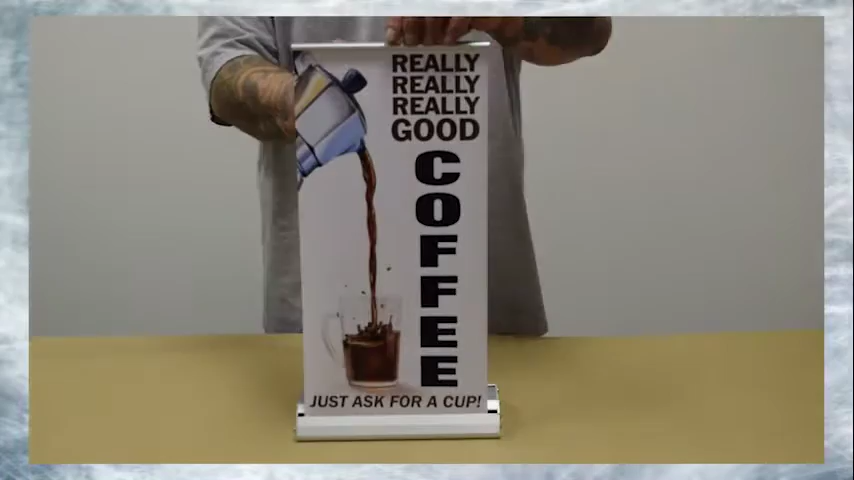 REALLY
REALLY
REALLY
GOOD
COFFEE
JUST ASK FOR A CUP!